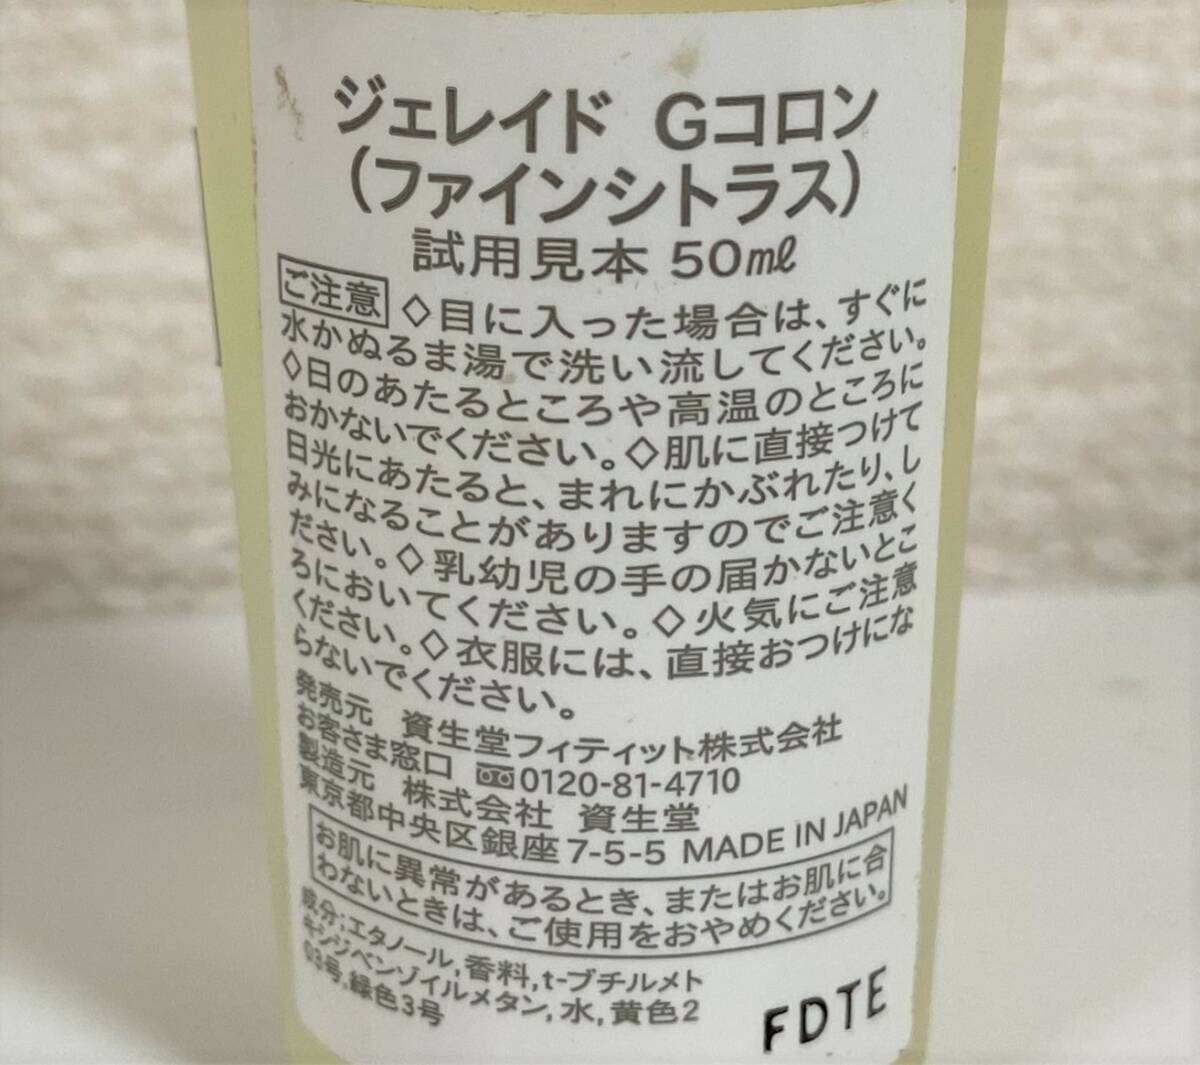 ジェレイド Gコロン
(ファインシトラス)
試用見本 50ml
ご注意 ◇目に入った場合は、すぐに
水かぬるま湯で洗い流してください。
◇日のあたるところや高温のところに
おかないでください。◇肌に直接つけて
日光にあたると、まれにかぶれたり、し
みになることがありますのでご注意く
ださい。◇乳幼児の手の届かないとこ
ろにおいてください。◇火気にご注意
ください。◇衣服には、直接おつけにな
らないでください。
発売元 資生堂フィティット株式会社
お客さま窓口 0120-81-4710
製造元 株式会社 資生堂
東京都中央区銀座7-5-5 MADE IN JAPAN
お肌に異常があるとき、またはお肌に合
わないときは、ご使用をおやめください。
成分;エタノール,香料,t-ブチルメト
キシジベンゾイルメタン,水,黄色2
03号,緑色3号
FDTE